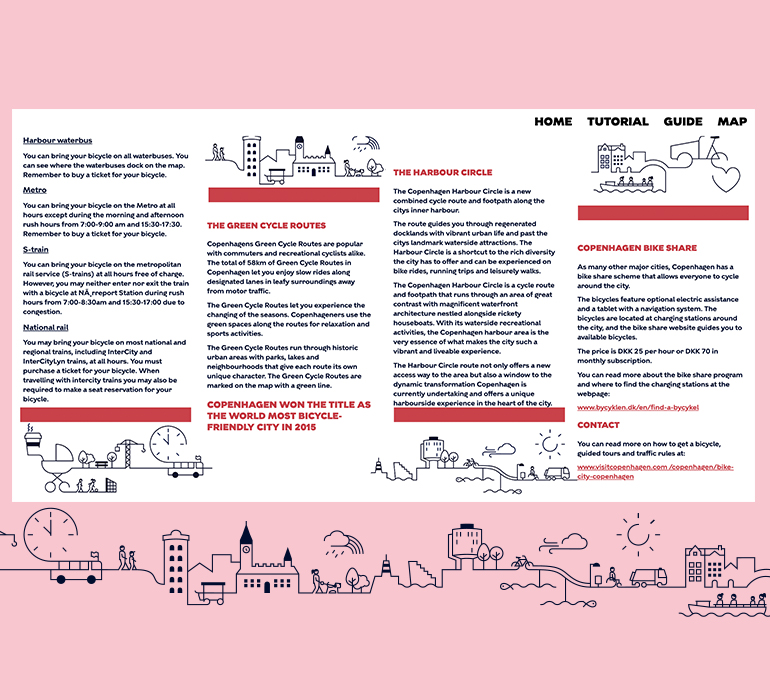 HOME TUTORIAL GUIDE MAP
Harbour waterbus
You can bring your bicycle on all waterbuses. You
can see where the waterbuses dock on the map.
Remember to buy a ticket for your bicycle.
Metro
You can bring your bicycle on the Metro at all
hours except during the morning and afternoon
rush hours from 7:00-9:00 am and 15:30-17:30.
Remember to buy a ticket for your bicycle.
S-train
You can bring your bicycle on the metropolitan
rail service (S-trains) at all hours free of charge.
However, you may neither enter nor exit the train
with a bicycle at NÃ¸rreport Station during rush
hours from 7:00-8:30am and 15:30-17:00 due to
congestion.
National rail
You may bring your bicycle on most national and
regional trains, including InterCity and
InterCityLyn trains, at all hours. You must
purchase a ticket for your bicycle. When
travelling with intercity trains you may also be
required to make a seat reservation for your
bicycle.
THE GREEN CYCLE ROUTES
Copenhagens Green Cycle Routes are popular
with commuters and recreational cyclists alike.
The total of 58km of Green Cycle Routes in
Copenhagen let you enjoy slow rides along
designated lanes in leafy surroundings away
from motor traffic.
The Green Cycle Routes let you experience the
changing of the seasons. Copenhageners use the
green spaces along the routes for relaxation and
sports activities.
The Green Cycle Routes run through historic
urban areas with parks, lakes and
neighbourhoods that give each route its own
unique character. The Green Cycle Routes are
marked on the map with a green line.
COPENHAGEN WON THE TITLE AS
THE WORLD MOST BICYCLE-
FRIENDLY CITY IN 2015
THE HARBOUR CIRCLE
The Copenhagen Harbour Circle is a new
combined cycle route and footpath along the
citys inner harbour.
The route guides you through regenerated
docklands with vibrant urban life and past the
citys landmark waterside attractions. The
Harbour Circle is a shortcut to the rich diversity
the city has to offer and can be experienced on
bike rides, running trips and leisurely walks.
The Copenhagen Harbour Circle is a cycle route
and footpath that runs through an area of great
contrast with magnificent waterfront
architecture nestled alongside rickety
houseboats. With its waterside recreational
activities, the Copenhagen harbour area is the
very essence of what makes the city such a
vibrant and liveable experience.
The Harbour Circle route not only offers a new
access way to the area but also a window to the
dynamic transformation Copenhagen is
currently undertaking and offers a unique
harbourside experience in the heart of the city.
COPENHAGEN BIKE SHARE
As many other major cities, Copenhagen has a
bike share scheme that allows everyone to cycle
around the city.
The bicycles feature optional electric assistance
and a tablet with a navigation system. The
bicycles are located at charging stations around
the city, and the bike share website guides you to
available bicycles.
The price is DKK 25 per hour or DKK 70 in
monthly subscription.
You can read more about the bike share program
and where to find the charging stations at the
webpage:
www.bycyklen.dk/en/find-a-bycykel
CONTACT
You can read more on how to get a bicycle,
guided tours and traffic rules at:
www.visitcopenhagen.com /copenhagen/bike-
city-copenhagen